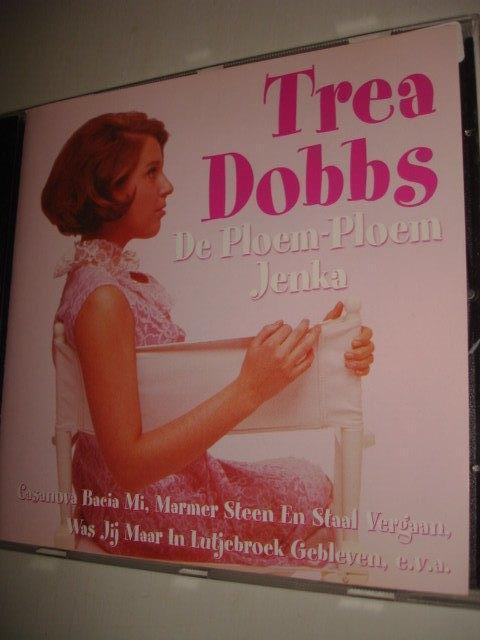 Trea
Dobbs
De Ploem-Ploem
Jenka
Casanova Bacia Mi, Marmer Steen En Staal Vergaan,
Was Jij Maar In Lutjebroek Gebleven, e.v.a.